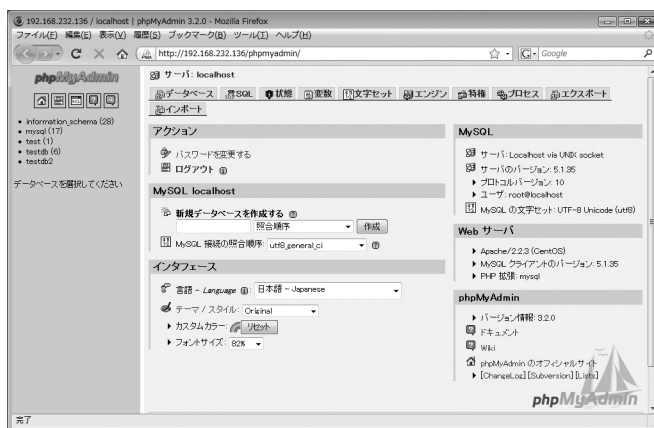 192.168.232.136 / localhost | phpMyAdmin 3.2.0 - Mozilla Firefox
ファイル(F) 編集(E) 表示(V) 履歴(S) ブックマーク(B) ツール(T) ヘルプ(H)
http://192.168.232.136/phpmyadmin/
Google
phpMyAdmin
information_schema (28)
mysql (17)
test (1)
testdb (6)
testdb2
データベースを選択してください
サーバ: localhost
データベース SQL 状態 変数 文字セット エンジン 特権 プロセス エクスポート
インポート
アクション
パスワードを変更する
ログアウト
MySQL localhost
新規データベースを作成する
照合順序 作成
MySQL 接続の照合順序: utf8_general_ci
インタフェース
言語 - Language : 日本語 - Japanese
テーマ / スタイル: Original
カスタムカラー: リセット
フォントサイズ: 82%
MySQL
サーバ: Localhost via UNIX socket
サーバのバージョン: 5.1.35
プロトコルバージョン: 10
ユーザ: root@localhost
MySQL の文字セット: UTF-8 Unicode (utf8)
Web サーバ
Apache/2.2.3 (CentOS)
MySQL クライアントのバージョン: 5.1.35
PHP 拡張: mysql
phpMyAdmin
バージョン情報: 3.2.0
ドキュメント
Wiki
phpMyAdmin のオフィシャルサイト
[ChangeLog] [Subversion] [Lists]
phpMyAdmin
完了